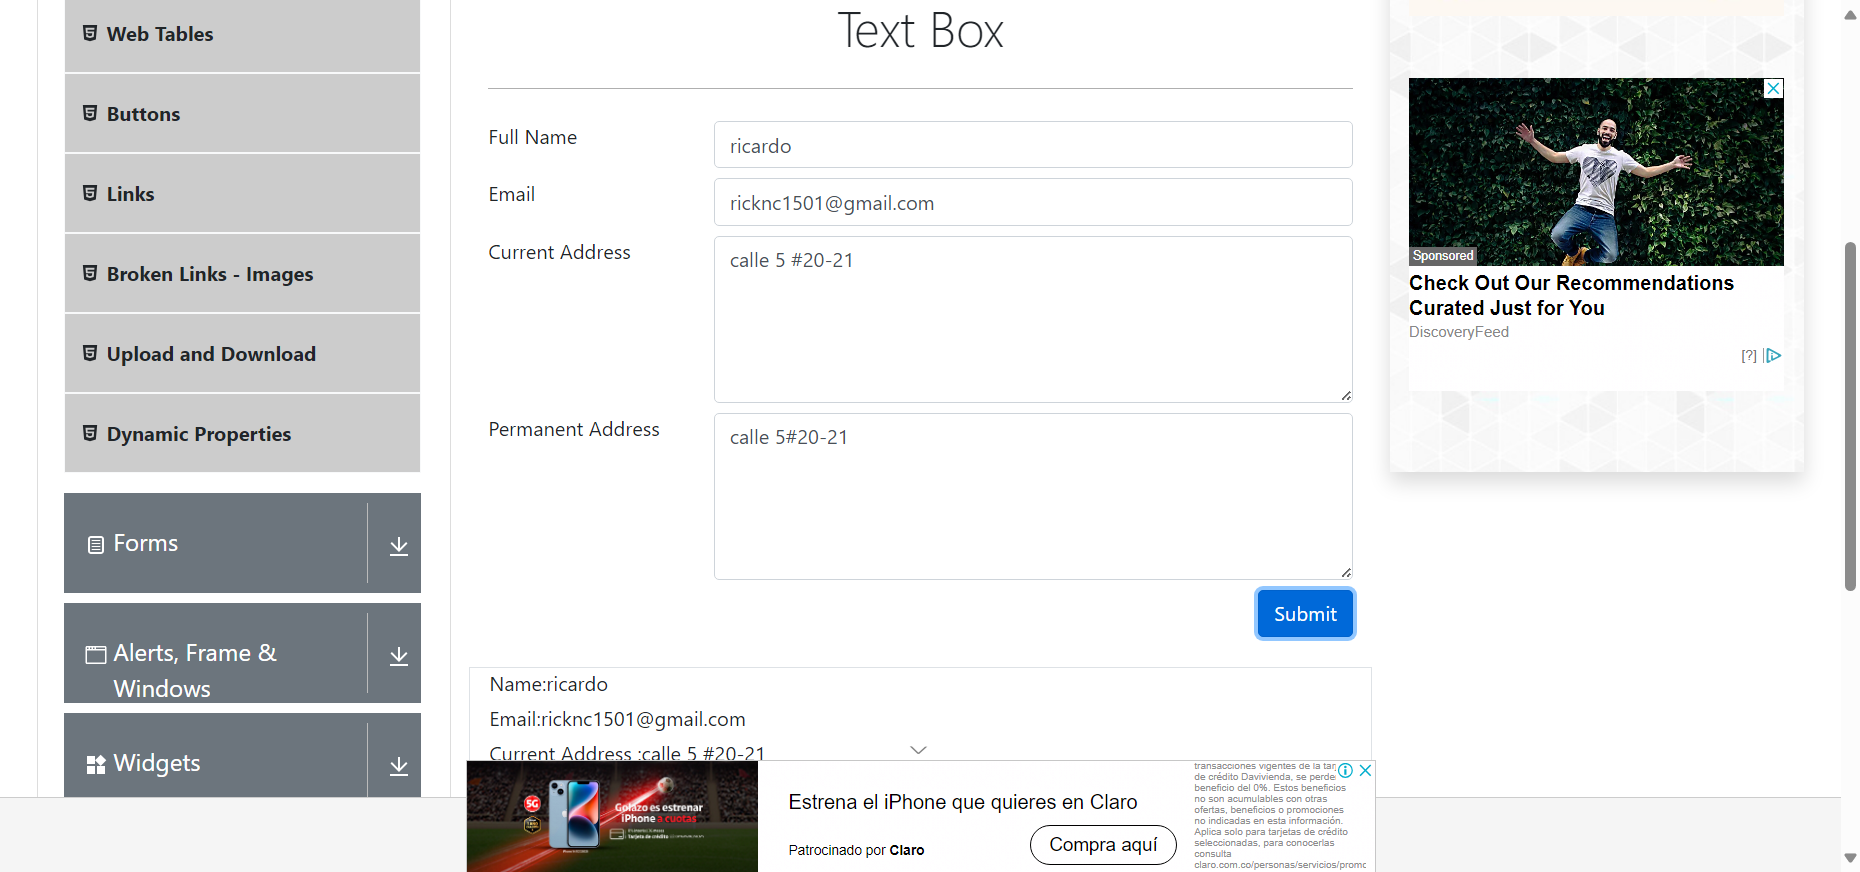 Web Tables
Buttons
Links
Broken Links - Images
Upload and Download
Dynamic Properties
Forms
Alerts, Frame &
Windows
Widgets
Text Box
Full Name
ricardo
Email
ricknc1501@gmail.com
Current Address
calle 5 #20-21
Permanent Address
calle 5#20-21
Submit
Name:ricardo
Email:ricknc1501@gmail.com
Current Address :calle 5 #20-21
Sponsored
Check Out Our Recommendations
Curated Just for You
DiscoveryFeed
[?]
5G
Golazo es estrenar
iPhone a cuotas
Tarjeta de crédito
Estrena el iPhone que quieres en Claro
Patrocinado por Claro
Compra aquí
transacciones vigentes de la tar
de crédito Davivienda, se perde
beneficio del 0%. Estos beneficios
no son acumulables con otras
ofertas, beneficios o promociones
no indicadas en esta información.
Aplica solo para tarjetas de crédito
seleccionadas, para conocerlas
consulta
claro.com.co/personas/servicios/promo